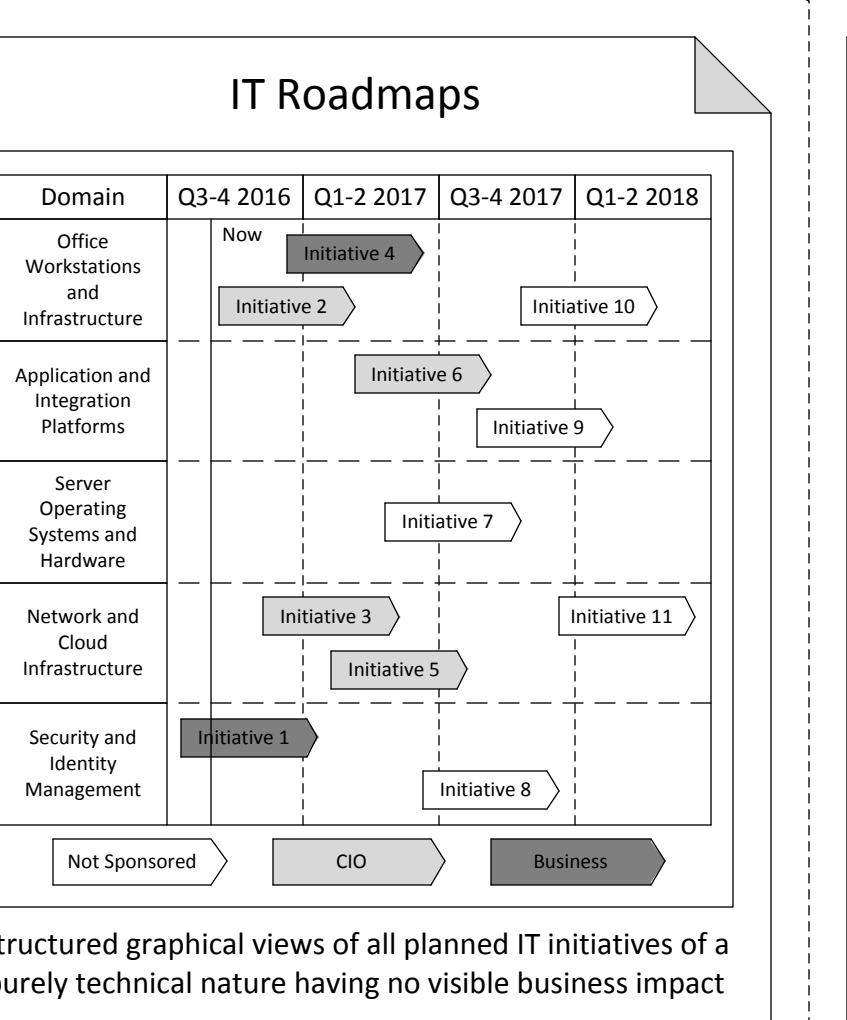 IT Roadmaps
Domain
Q3-4 2016
Q1-2 2017
Q3-4 2017
Q1-2 2018
Now
Office
Workstations
and
Infrastructure
Initiative 4
Initiative 2
Initiative 10
Application and
Integration
Platforms
Initiative 6
Initiative 9
Server
Operating
Systems and
Hardware
Initiative 7
Network and
Cloud
Infrastructure
Initiative 3
Initiative 11
Initiative 5
Security and
Identity
Management
Initiative 1
Initiative 8
Not Sponsored
CIO
Business
tructured graphical views of all planned IT initiatives of a
purely technical nature having no visible business impact